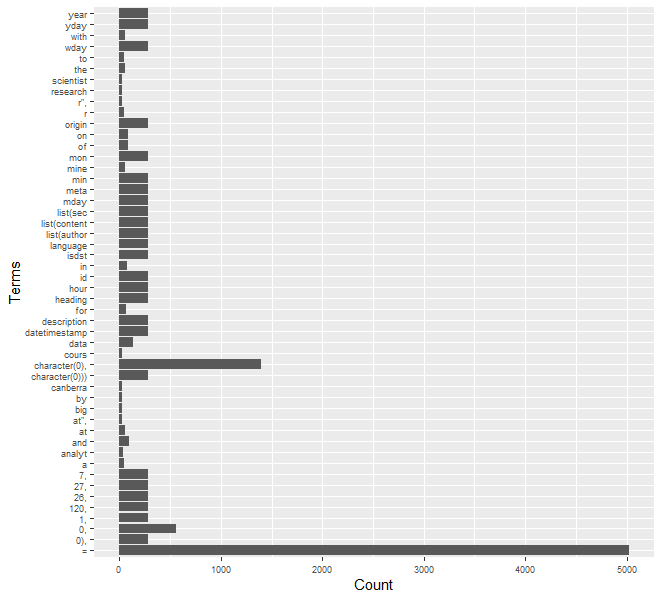 year
yday
with
wday
to
the
scientist
research
r”,
r
origin
on
of
mon
mine
min
meta
mday
list(sec
list(content
list(author
language
isdst
in
id
hour
heading
for
description
datetimestamp
data
cours
character(0),
character(0)))
canberra
by
big
at”,
at
and
analyt
a
7,
27,
26,
120,
1,
0,
0),
=
Terms
0 1000 2000 3000 4000 5000
Count